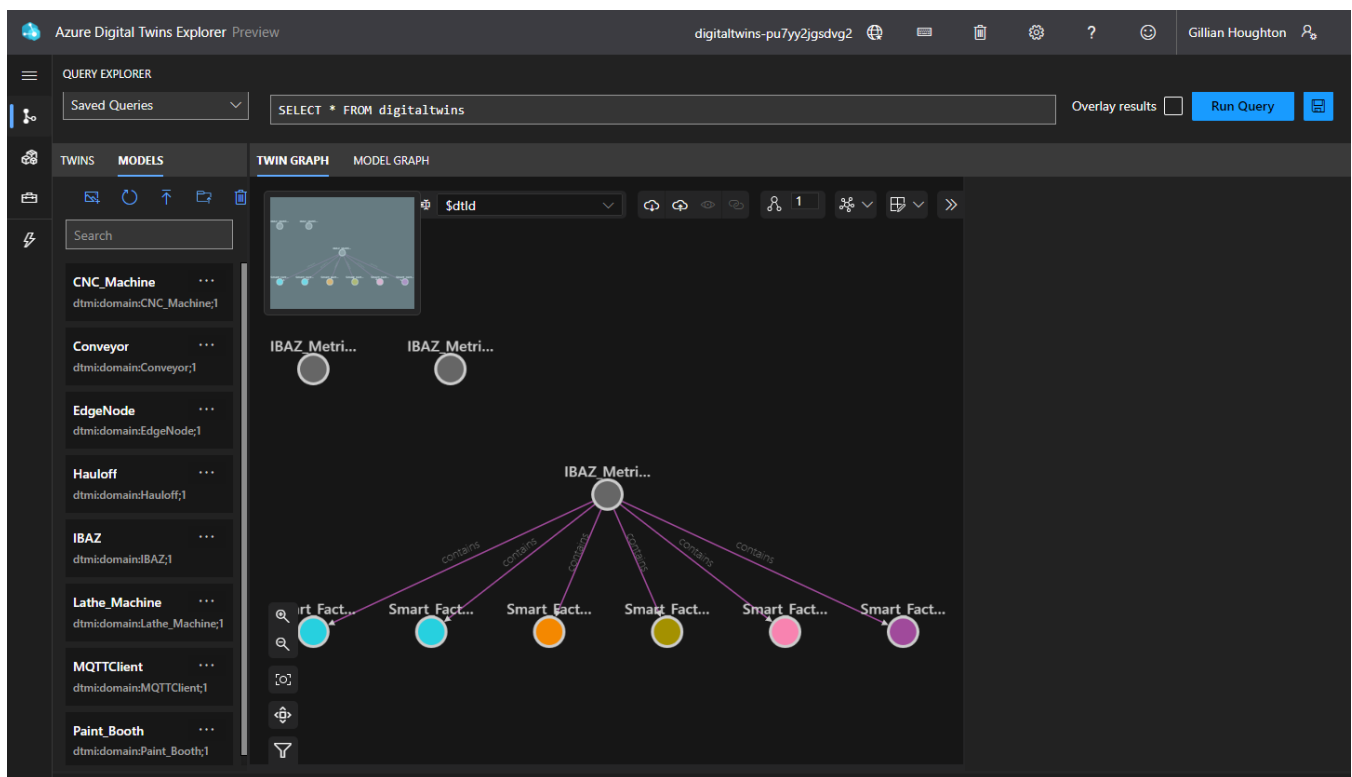 Azure Digital Twins Explorer Preview
digitaltwins-pu7yy2jgsdvg2
?
Gillian Houghton
QUERY EXPLORER
Saved Queries
SELECT * FROM digitaltwins
Overlay results
Run Query
TWINS MODELS
TWIN GRAPH MODEL GRAPH
$dtId
1
Search
CNC_Machine ...
dtmi:domain:CNC_Machine;1
Conveyor ...
dtmi:domain:Conveyor;1
EdgeNode ...
dtmi:domain:EdgeNode;1
Hauloff ...
dtmi:domain:Hauloff;1
IBAZ ...
dtmi:domain:IBAZ;1
Lathe_Machine ...
dtmi:domain:Lathe_Machine;1
MQTTClient ...
dtmi:domain:MQTTClient;1
Paint_Booth ...
dtmi:domain:Paint_Booth;1
IBAZ_Metri... IBAZ_Metri...
IBAZ_Metri...
contains contains contains contains contains contains
rt_Fact... Smart_Fact... Smart_Fact... Smart_Fact... Smart_Fact... Smart_Fact...